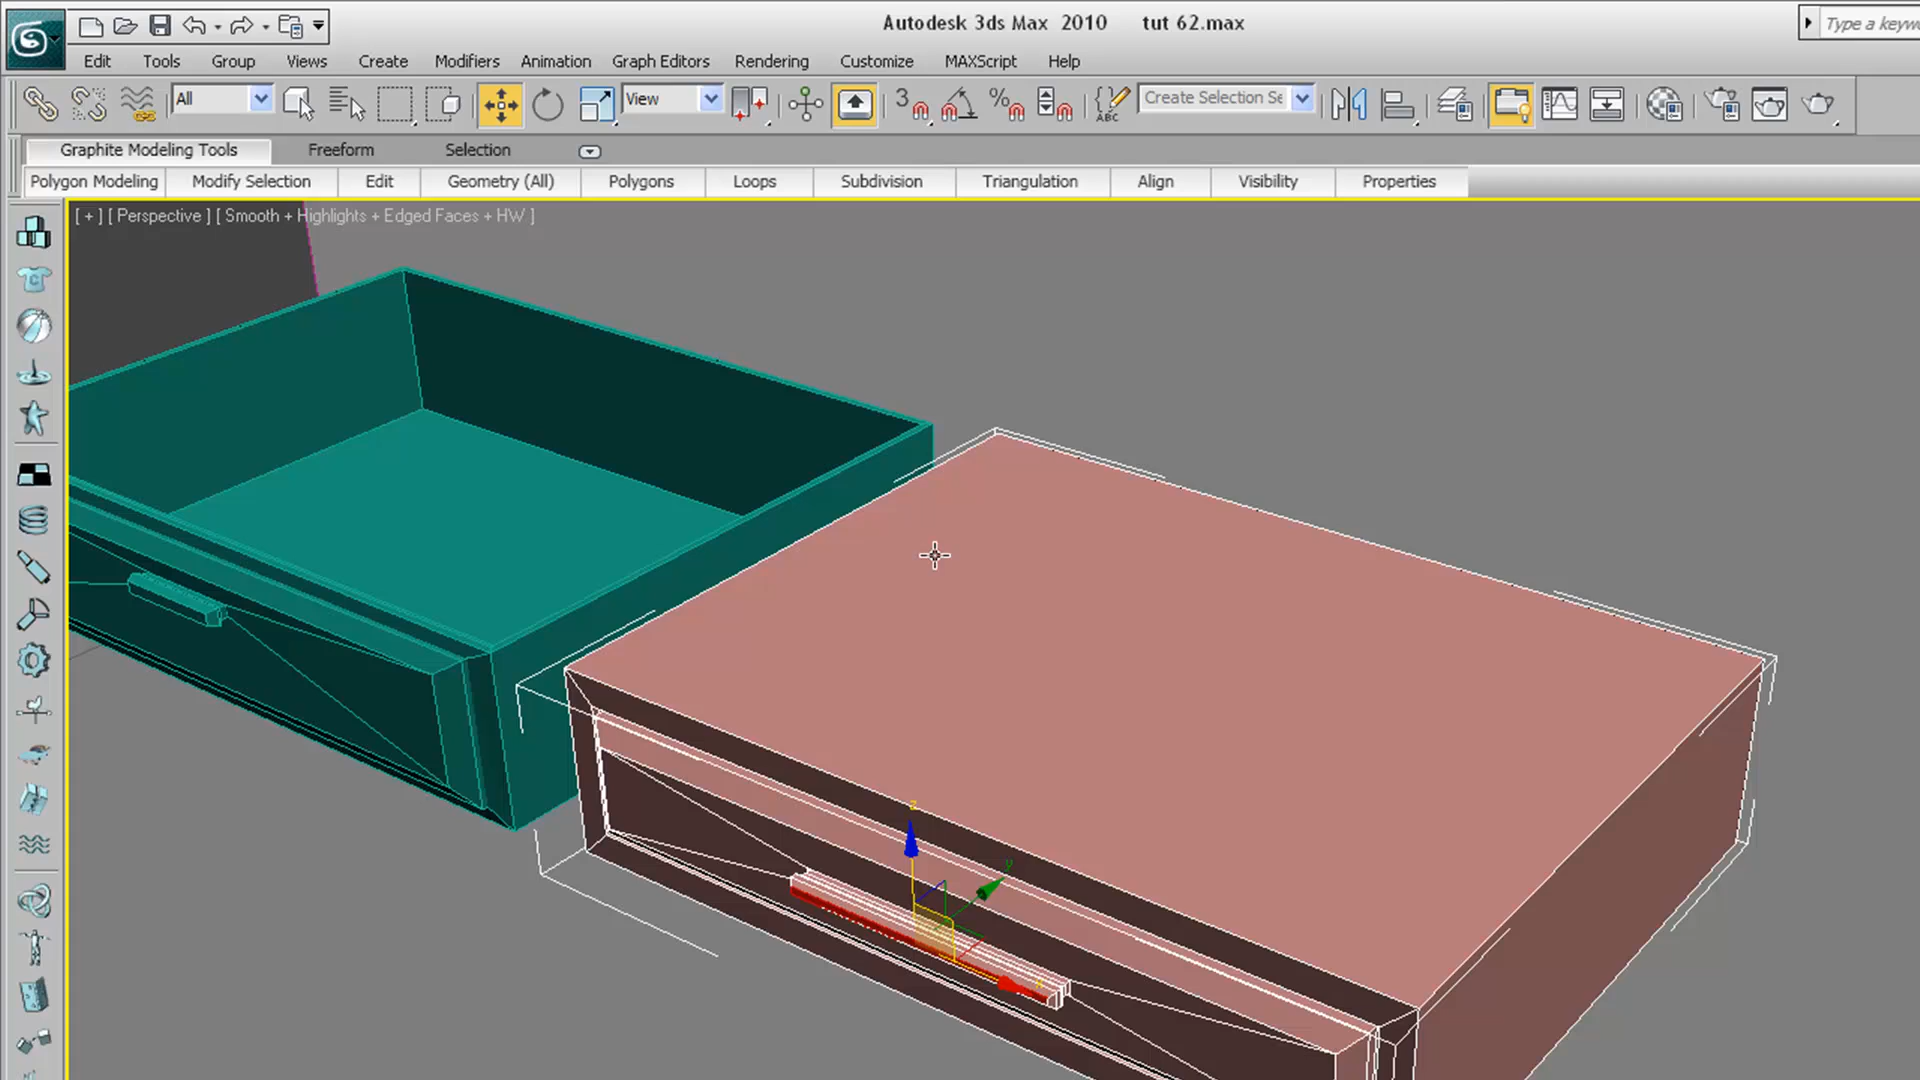 Autodesk 3ds Max 2010 tut 62.max
Type a keyw
Edit Tools Group Views Create Modifiers Animation Graph Editors Rendering Customize MAXScript Help
All View 3 % ABC Create Selection Se
Graphite Modeling Tools Freeform Selection
Polygon Modeling Modify Selection Edit Geometry (All) Polygons Loops Subdivision Triangulation Align Visibility Properties
[ + ] [ Perspective ] [ Smooth + Highlights + Edged Faces + HW ]
z
y
x